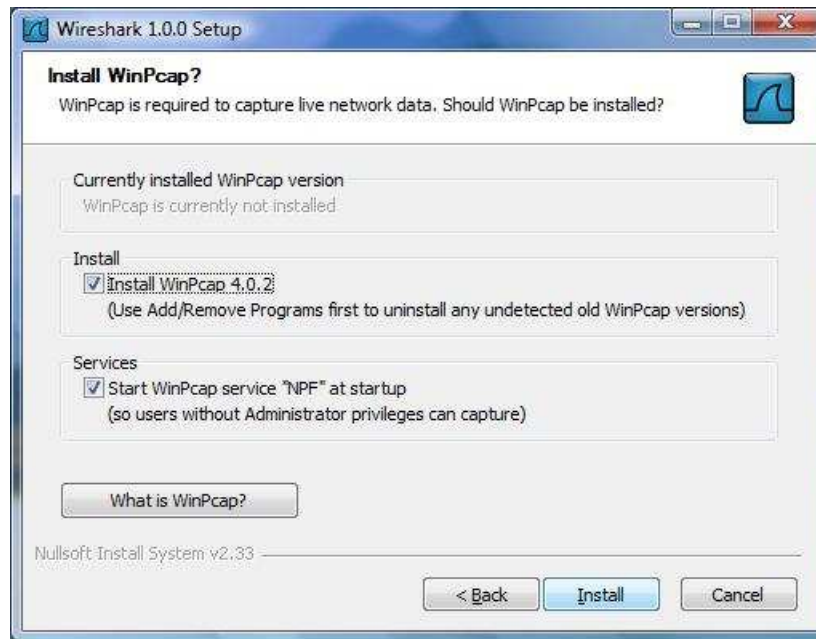 Wireshark 1.0.0 Setup
Install WinPcap?
WinPcap is required to capture live network data. Should WinPcap be installed?
Currently installed WinPcap version
WinPcap is currently not installed
Install
Install WinPcap 4.0.2
(Use Add/Remove Programs first to uninstall any undetected old WinPcap versions)
Services
Start WinPcap service "NPF" at startup
(so users without Administrator privileges can capture)
What is WinPcap?
Nullsoft Install System v2.33
< Back Install Cancel